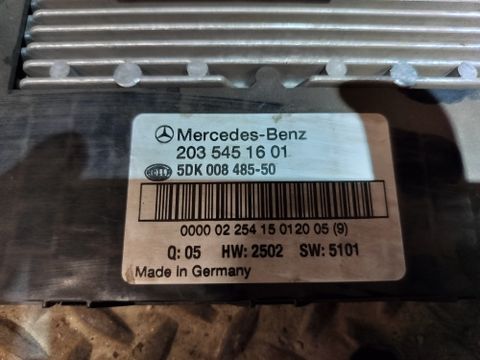 Mercedes-Benz
203 545 16 01
HELLA 5DK 008 485-50
0000 02 254 15 0120 05 (9)
Q: 05 HW: 2502 SW: 5101
Made in Germany